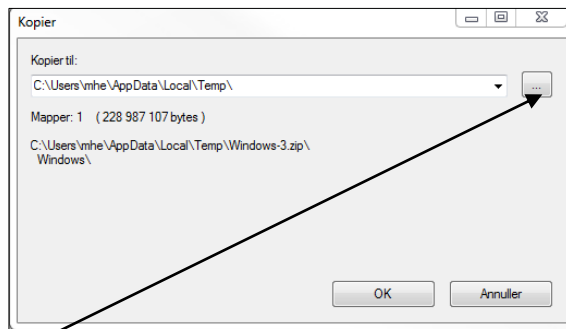 Kopier
Kopier til:
C:\Users\mhe\AppData\Local\Temp\
...
Mapper: 1 ( 228 987 107 bytes )
C:\Users\mhe\AppData\Local\Temp\Windows-3.zip\
Windows\
OK
Annuller